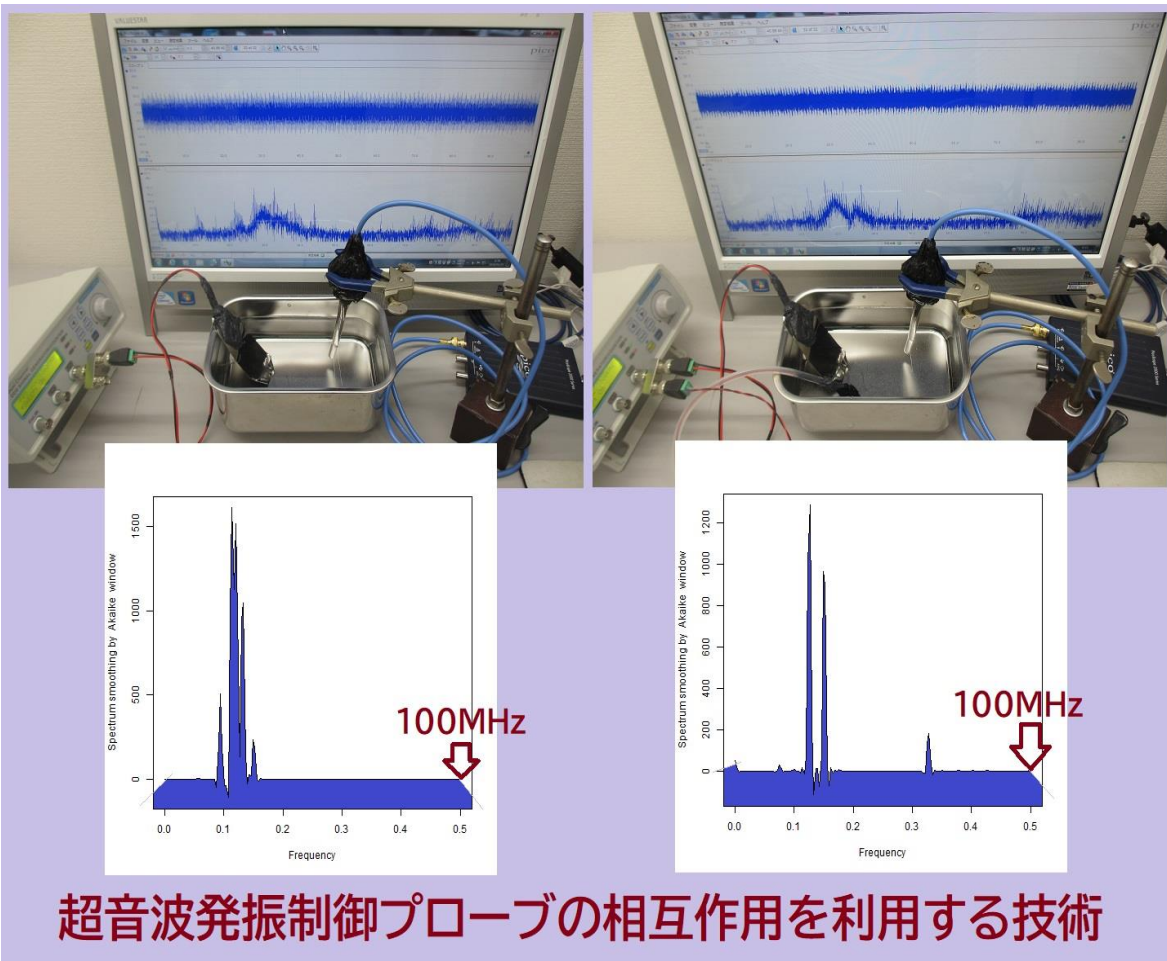 VALUESTAR
pico
pico
Spectrum smoothing by Akaike window
1500
1000
500
0
0.0 0.1 0.2 0.3 0.4 0.5
Frequency
100MHz
Spectrum smoothing by Akaike window
1200
1000
800
600
400
200
0
0.0 0.1 0.2 0.3 0.4 0.5
Frequency
100MHz
超音波発振制御プローブの相互作用を利用する技術